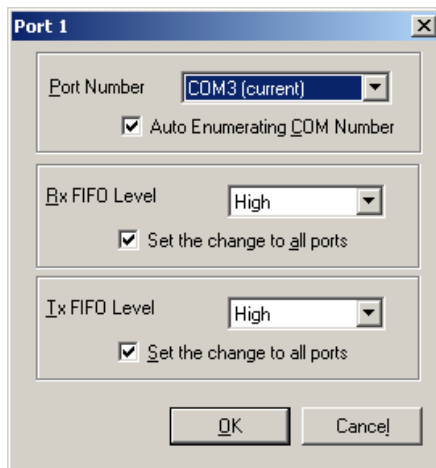 Port 1
Port Number COM3 (current)
Auto Enumerating COM Number
Rx FIFO Level High
Set the change to all ports
Tx FIFO Level High
Set the change to all ports
OK Cancel